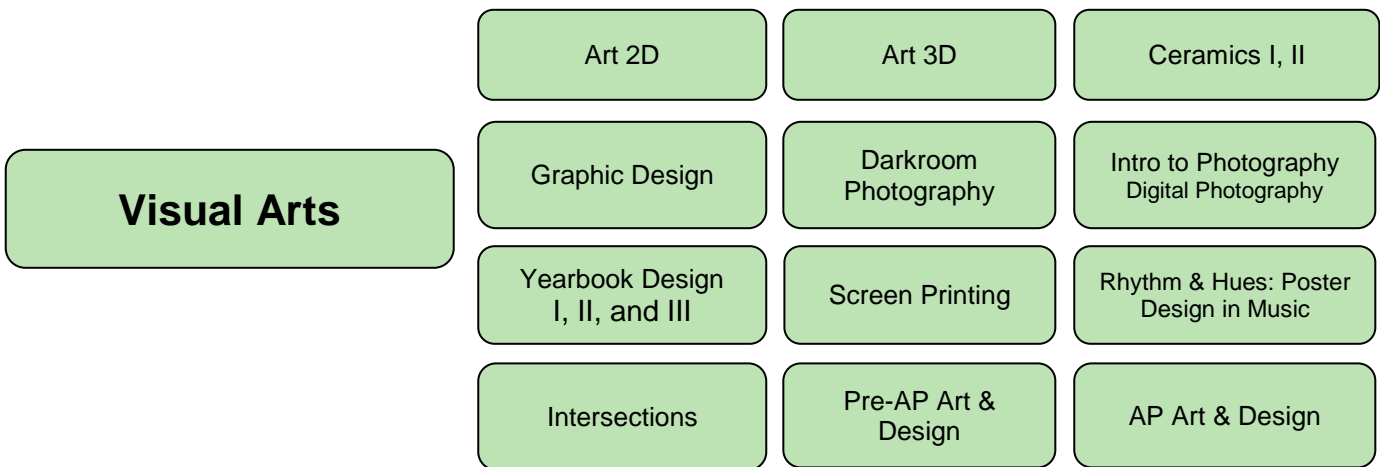 Visual Arts
Art 2D
Art 3D
Ceramics I, II
Graphic Design
Darkroom
Photography
Intro to Photography
Digital Photography
Yearbook Design
I, II, and III
Screen Printing
Rhythm & Hues: Poster
Design in Music
Intersections
Pre-AP Art &
Design
AP Art & Design